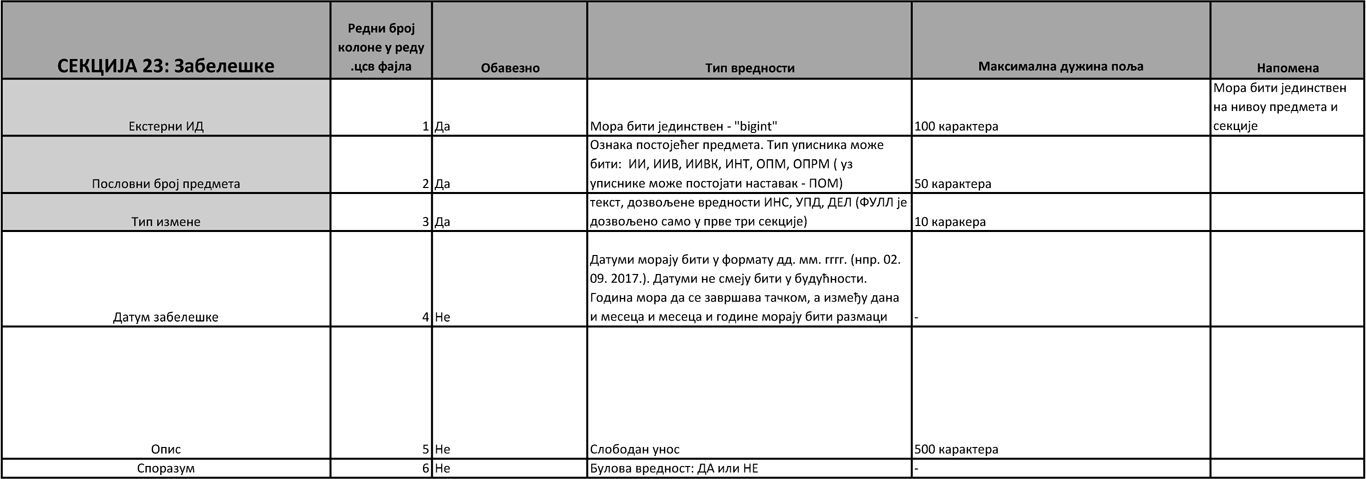 СЕКЦИЈА 23: Забелешке
Редни број
колоне у реду
.цсв фајла
Обавезно
Тип вредности
Максимална дужина поља
Напомена
Екстерни ИД
1
Да
Мора бити јединствен - "bigint"
100 карактера
Мора бити јединствен
на нивоу предмета и
секције
Пословни број предмета
2
Да
Ознака постојећег предмета. Тип уписника може
бити:  ИИ, ИИВ, ИИВК, ИНТ, ОПМ, ОПРМ ( уз
уписнике може постојати наставак - ПОМ)
50 карактера
Тип измене
3
Да
текст, дозвољене вредности ИНС, УПД, ДЕЛ (ФУЛЛ је
дозвољено само у прве три секције)
10 каракера
Датум забелешке
4
Не
Датуми морају бити у формату дд. мм. гггг. (нпр. 02.
09. 2017.). Датуми не смеју бити у будућности.
Година мора да се завршава тачком, а између дана
и месеца и месеца и године морају бити размаци
-
Опис
5
Не
Слободан унос
500 карактера
Споразум
6
Не
Булова вредност: ДА или НЕ
-